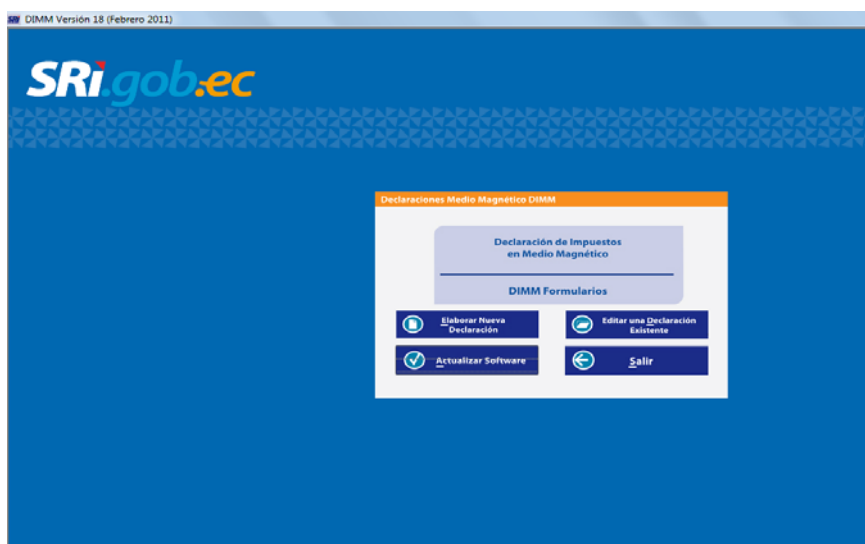 DIMM Versión 18 (Febrero 2011)
SRi.gob.ec
Declaraciones Medio Magnético DIMM
Declaración de Impuestos
en Medio Magnético
DIMM Formularios
Elaborar Nueva
Declaración
Editar una Declaración
Existente
Actualizar Software
Salir